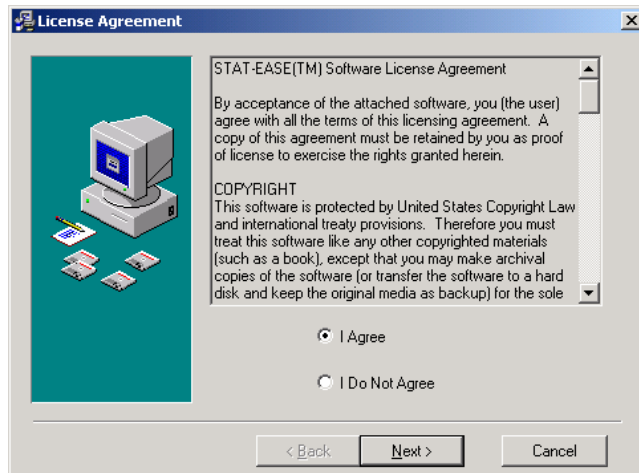 License Agreement
STAT-EASE(TM) Software License Agreement
By acceptance of the attached software, you (the user)
agree with all the terms of this licensing agreement. A
copy of this agreement must be retained by you as proof
of license to exercise the rights granted herein.
COPYRIGHT
This software is protected by United States Copyright Law
and international treaty provisions. Therefore you must
treat this software like any other copyrighted materials
(such as a book), except that you may make archival
copies of the software (or transfer the software to a hard
disk and keep the original media as backup) for the sole
I Agree
I Do Not Agree
< Back Next > Cancel